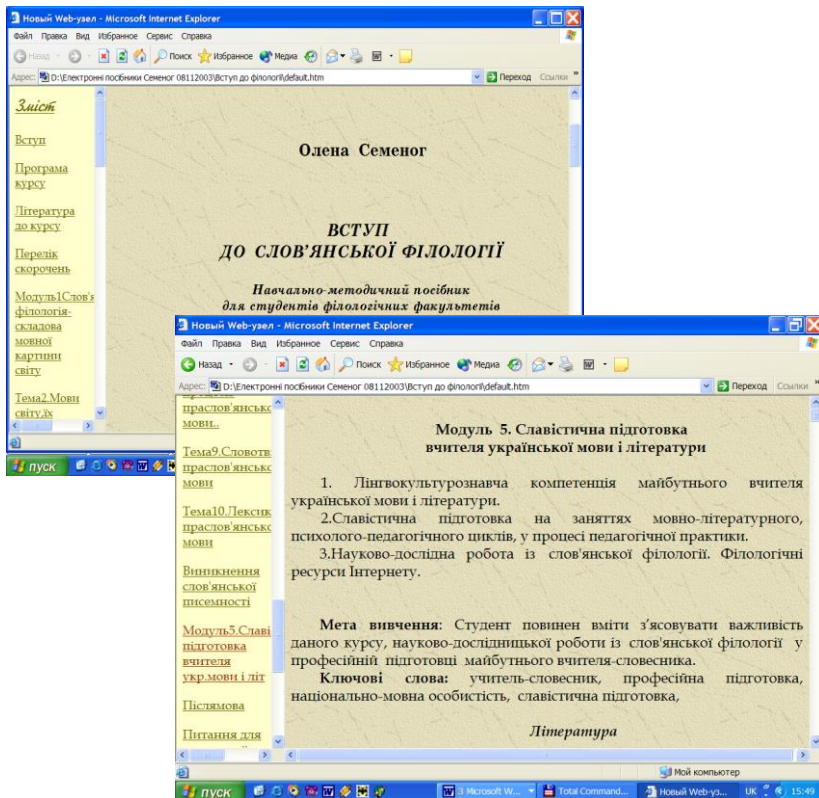 Новый Web-узел - Microsoft Internet Explorer
Файл Правка Вид Избранное Сервис Справка
Назад Поиск Избранное Медиа
Адрес: D:\Електронні посібники Семеног 08112003\Вступ до філології\default.htm Переход Ссылки
Зміст
Вступ
Програма
курсу
Література
до курсу
Перелік
скорочень
Модуль1Слов'я
філологія-
складова
мовної
картини
світу
Тема2.Мови
світу,їх
Олена Семеног
ВСТУП
ДО СЛОВ’ЯНСЬКОЇ ФІЛОЛОГІЇ
Навчально-методичний посібник
для студентів філологічних факультетів
пуск
Новый Web-узел - Microsoft Internet Explorer
Файл Правка Вид Избранное Сервис Справка
Назад Поиск Избранное Медиа
Адрес: D:\Електронні посібники Семеног 08112003\Вступ до філології\default.htm Переход Ссылки
праслов'янсько
мови..
Тема9.Словотв
праслов'янсько
мови
Тема10.Лексик
праслов'янсько
мови
Виникнення
слов'янської
писемності
Модуль5.Славі
підготовка
вчителя
укр.мови і літ
Післямова
Питання для
Модуль 5. Славістична підготовка
вчителя української мови і літератури
1. Лінгвокультурознавча компетенція майбутнього вчителя
української мови і літератури.
2.Славістична підготовка на заняттях мовно-літературного,
психолого-педагогічного циклів, у процесі педагогічної практики.
3.Науково-дослідна робота із слов'янської філології. Філологічні
ресурси Інтернету.
Мета вивчення: Студент повинен вміти з’ясовувати важливість
даного курсу, науково-дослідницької роботи із слов'янської філології у
професійній підготовці майбутнього вчителя-словесника.
Ключові слова: учитель-словесник, професійна підготовка,
національно-мовна особистість, славістична підготовка,
Література
Мой компьютер
пуск 3 Microsoft W... Total Command... Новый Web-уз... UK 15:49